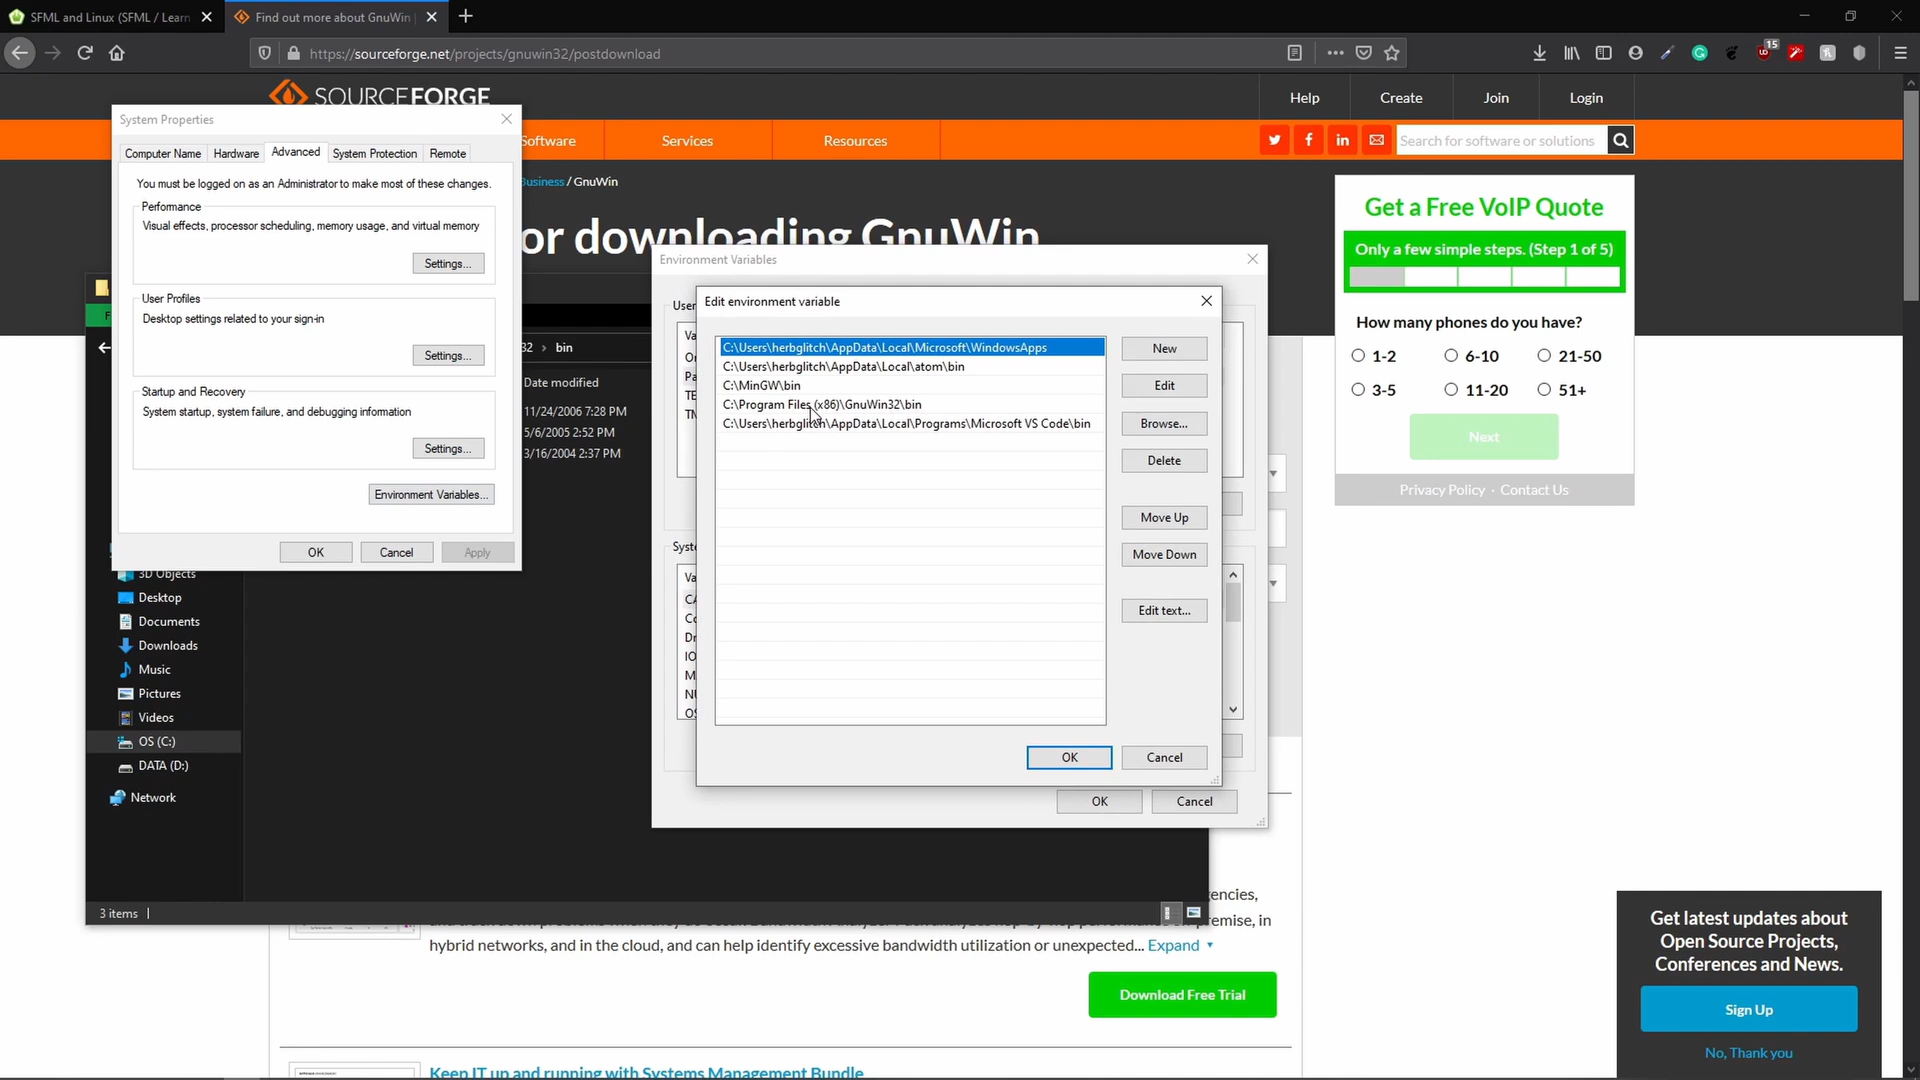 SFML and Linux (SFML / Learn
Find out more about GnuWin
https://sourceforge.net/projects/gnuwin32/postdownload
15
SOURCEFORGE
Help
Create
Join
Login
Software
Services
Resources
Search for software or solutions
Business / GnuWin
or downloading GnuWin
System Properties
Computer Name
Hardware
Advanced
System Protection
Remote
You must be logged on as an Administrator to make most of these changes.
Performance
Visual effects, processor scheduling, memory usage, and virtual memory
Settings...
User Profiles
Desktop settings related to your sign-in
Settings...
Startup and Recovery
System startup, system failure, and debugging information
Settings...
Environment Variables...
OK
Cancel
Apply
F
32 > bin
Date modified
11/24/2006 7:28 PM
5/6/2005 2:52 PM
3/16/2004 2:37 PM
3D Objects
Desktop
Documents
Downloads
Music
Pictures
Videos
OS (C:)
DATA (D:)
Network
3 items
Environment Variables
User
Va
Pa
TE
Syste
Va
IO
OK
Cancel
Edit environment variable
C:\Users\herbglitch\AppData\Local\Microsoft\WindowsApps
C:\Users\herbglitch\AppData\Local\atom\bin
C:\MinGW\bin
C:\Program Files (x86)\GnuWin32\bin
C:\Users\herbglitch\AppData\Local\Programs\Microsoft VS Code\bin
New
Edit
Browse...
Delete
Move Up
Move Down
Edit text...
OK
Cancel
Get a Free VoIP Quote
Only a few simple steps. (Step 1 of 5)
How many phones do you have?
1-2
6-10
21-50
3-5
11-20
51+
Next
Privacy Policy · Contact Us
encies,
emise, in
hybrid networks, and in the cloud, and can help identify excessive bandwidth utilization or unexpected... Expand
Download Free Trial
Keep IT up and running with Systems Management Bundle
Get latest updates about
Open Source Projects,
Conferences and News.
Sign Up
No, Thank you